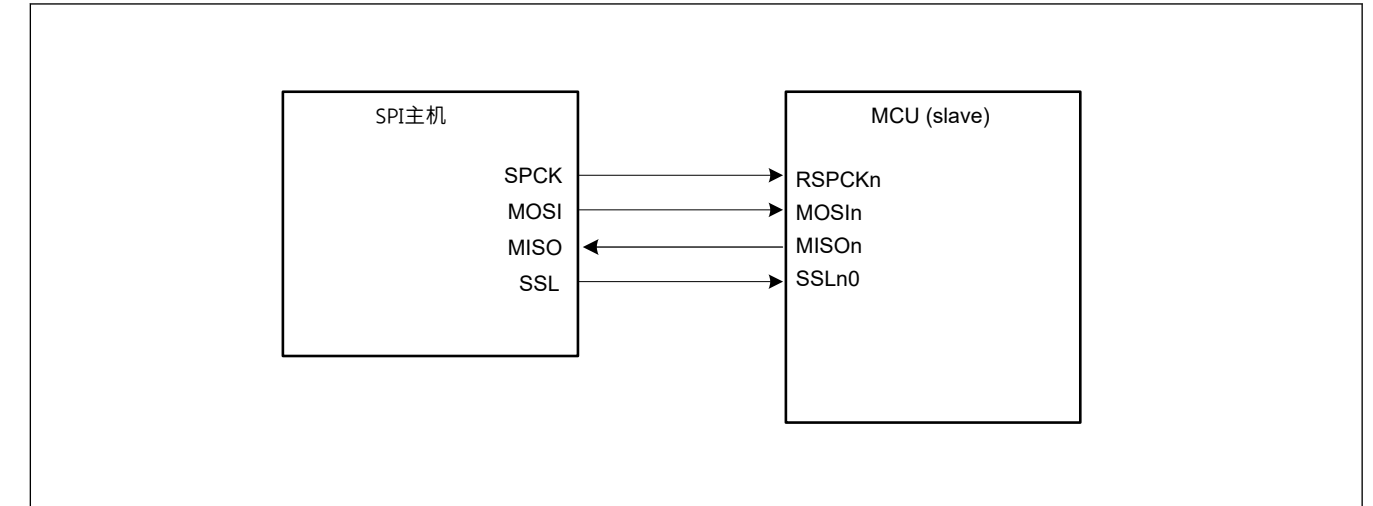 SPI主机
SPCK
MOSI
MISO
SSL
MCU (slave)
RSPCKn
MOSIn
MISOn
SSLn0